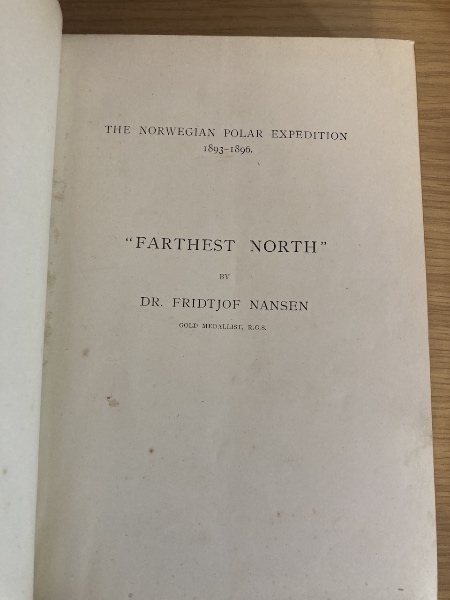 THE NORWEGIAN POLAR EXPEDITION
1893–1896.
"FARTHEST NORTH"
BY
DR. FRIDTJOF NANSEN
GOLD MEDALLIST, R.G.S.